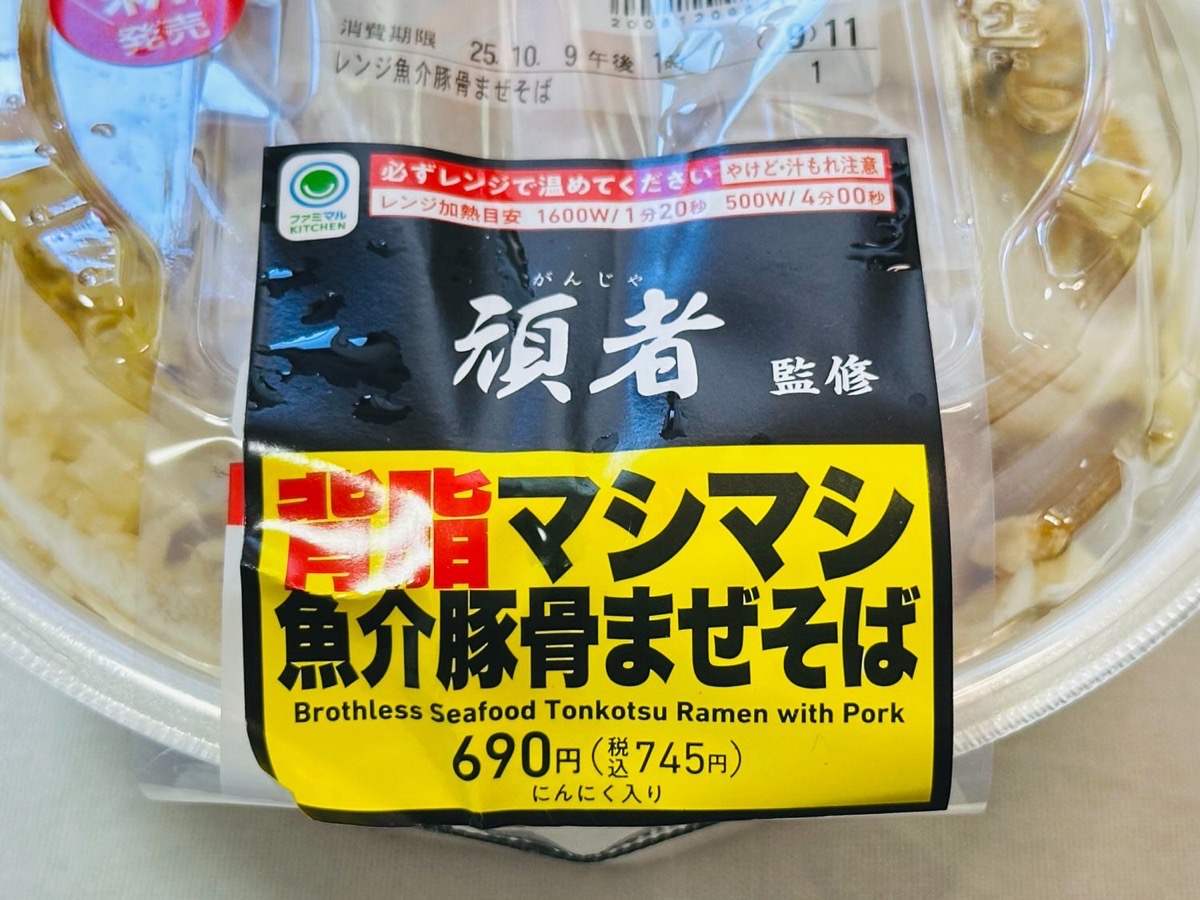 発売
消費期限 25.10. 9午後 1時
レンジ魚介豚骨まぜそば
1
ファミマル
KITCHEN
必ずレンジで温めてください やけど・汁もれ注意
レンジ加熱目安 1600W/1分20秒 500W/4分00秒
がんじゃ
頑者 監修
背脂マシマシ
魚介豚骨まぜそば
Brothless Seafood Tonkotsu Ramen with Pork
690円(税込745円)
にんにく入り